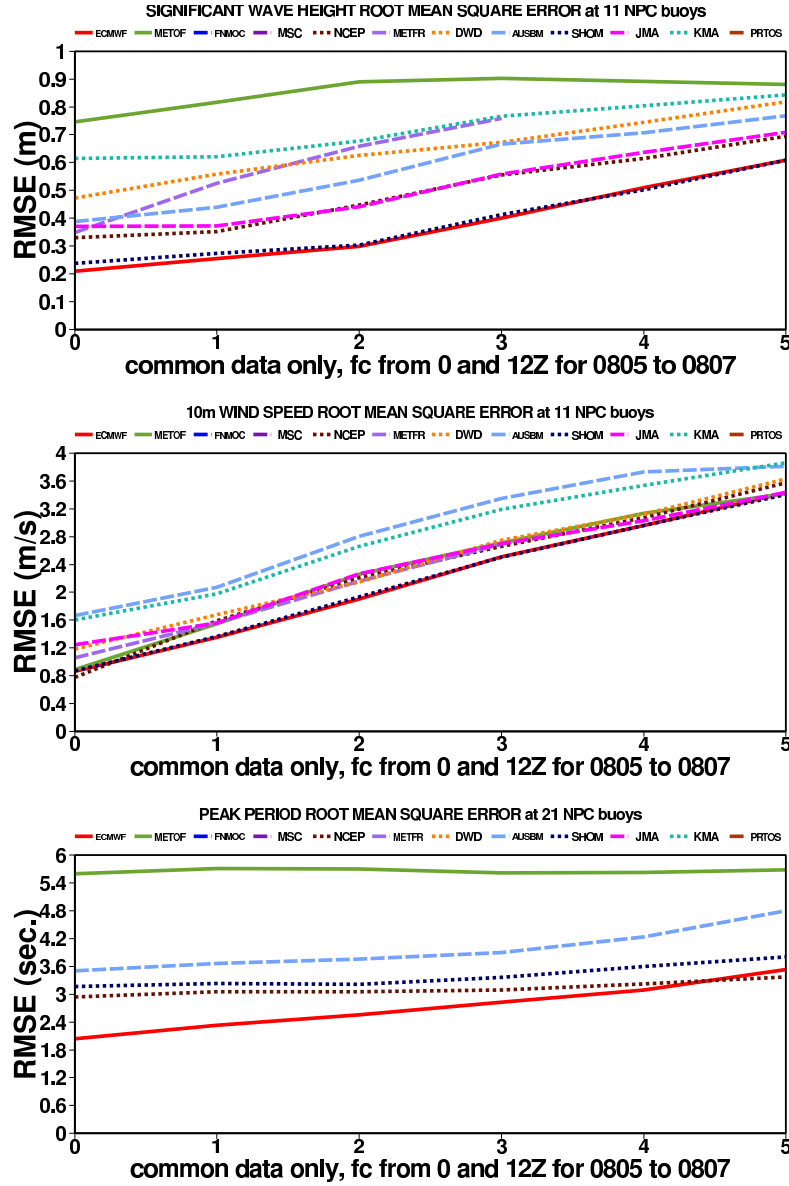 SIGNIFICANT WAVE HEIGHT ROOT MEAN SQUARE ERROR at 11 NPC buoys
ECMWF METOF FNMOC MSC NCEP METFR DWD AUSBM SHOM JMA KMA PRTOS
1
0.9
0.8
0.7
0.6
0.5
0.4
0.3
0.2
0.1
0
RMSE (m)
0 1 2 3 4 5
common data only, fc from 0 and 12Z for 0805 to 0807
10m WIND SPEED ROOT MEAN SQUARE ERROR at 11 NPC buoys
ECMWF METOF FNMOC MSC NCEP METFR DWD AUSBM SHOM JMA KMA PRTOS
4
3.6
3.2
2.8
2.4
2
1.6
1.2
0.8
0.4
0
RMSE (m/s)
0 1 2 3 4 5
common data only, fc from 0 and 12Z for 0805 to 0807
PEAK PERIOD ROOT MEAN SQUARE ERROR at 21 NPC buoys
ECMWF METOF FNMOC MSC NCEP METFR DWD AUSBM SHOM JMA KMA PRTOS
6
5.4
4.8
4.2
3.6
3
2.4
1.8
1.2
0.6
0
RMSE (sec.)
0 1 2 3 4 5
common data only, fc from 0 and 12Z for 0805 to 0807